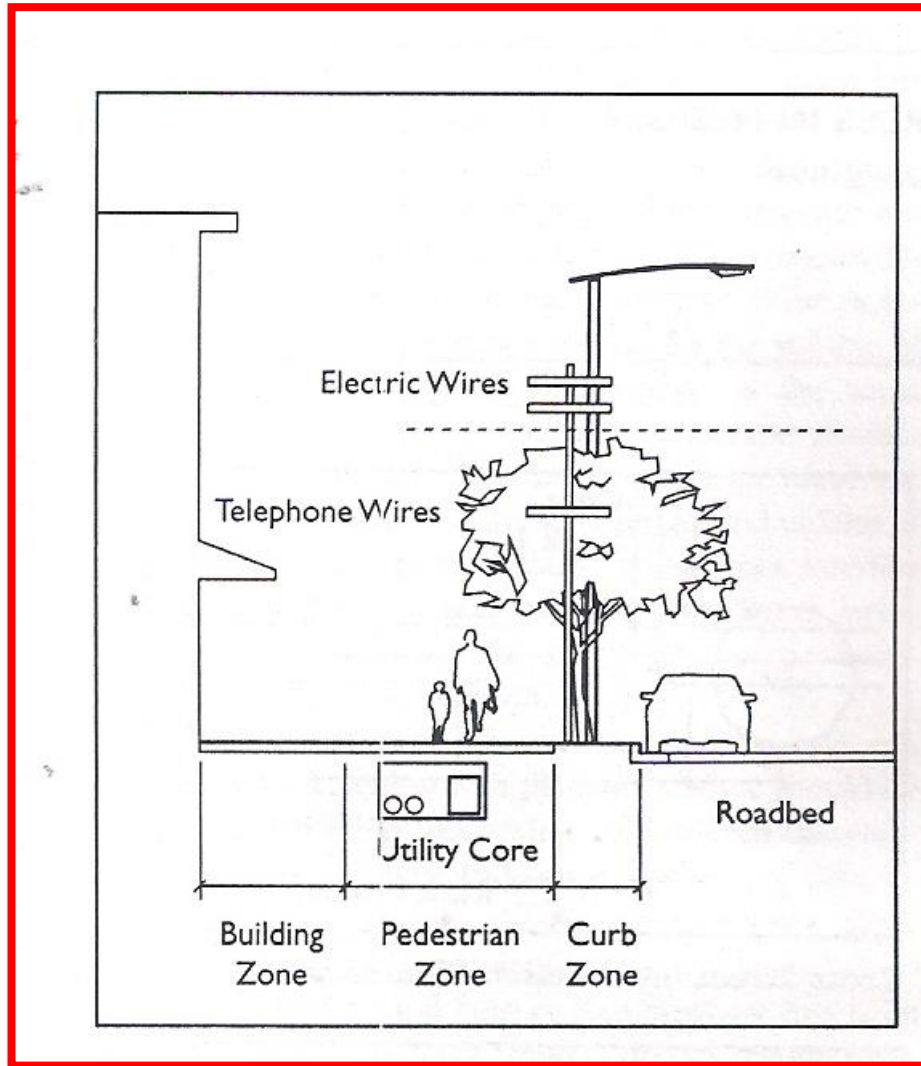 Electric Wires
Telephone Wires
Roadbed
Utility Core
Building
Zone
Pedestrian
Zone
Curb
Zone